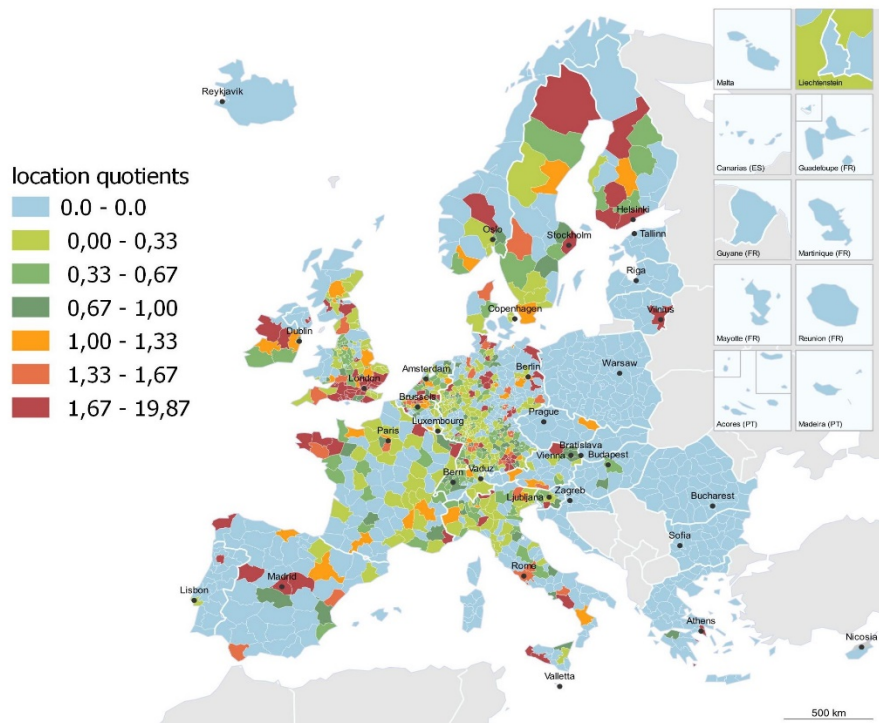 Reykjavik
location quotients
0.0 - 0.0
0,00 - 0,33
0,33 - 0,67
0,67 - 1,00
1,00 - 1,33
1,33 - 1,67
1,67 - 19,87
Oslo
Helsinki
Stockholm
Tallinn
Riga
Vilnius
Copenhagen
Dublin
London
Amsterdam
Berlin
Warsaw
Brussels
Luxembourg
Prague
Paris
Vienna
Bratislava
Budapest
Bern
Vaduz
Ljubljana
Zagreb
Bucharest
Sofia
Rome
Madrid
Lisbon
Athens
Nicosia
Valletta
Malta
Liechtenstein
Canarias (ES)
Guadeloupe (FR)
Guyane (FR)
Martinique (FR)
Mayotte (FR)
Reunion (FR)
Acores (PT)
Madeira (PT)
500 km